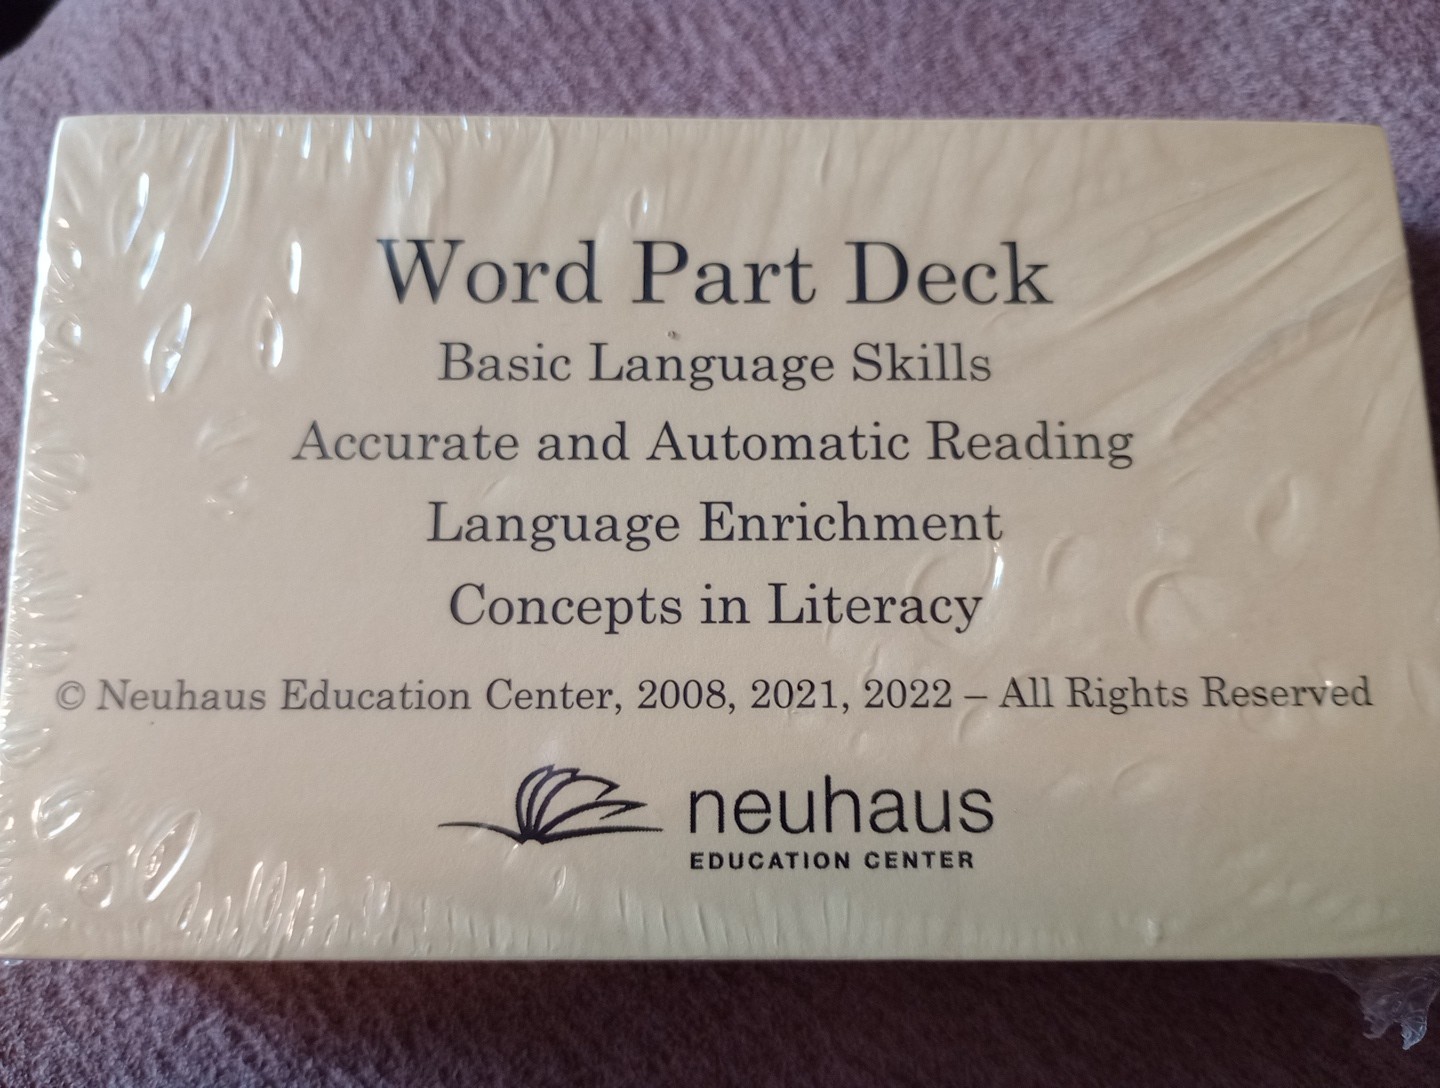 Word Part Deck
Basic Language Skills
Accurate and Automatic Reading
Language Enrichment
Concepts in Literacy
© Neuhaus Education Center, 2008, 2021, 2022 – All Rights Reserved
neuhaus
EDUCATION CENTER